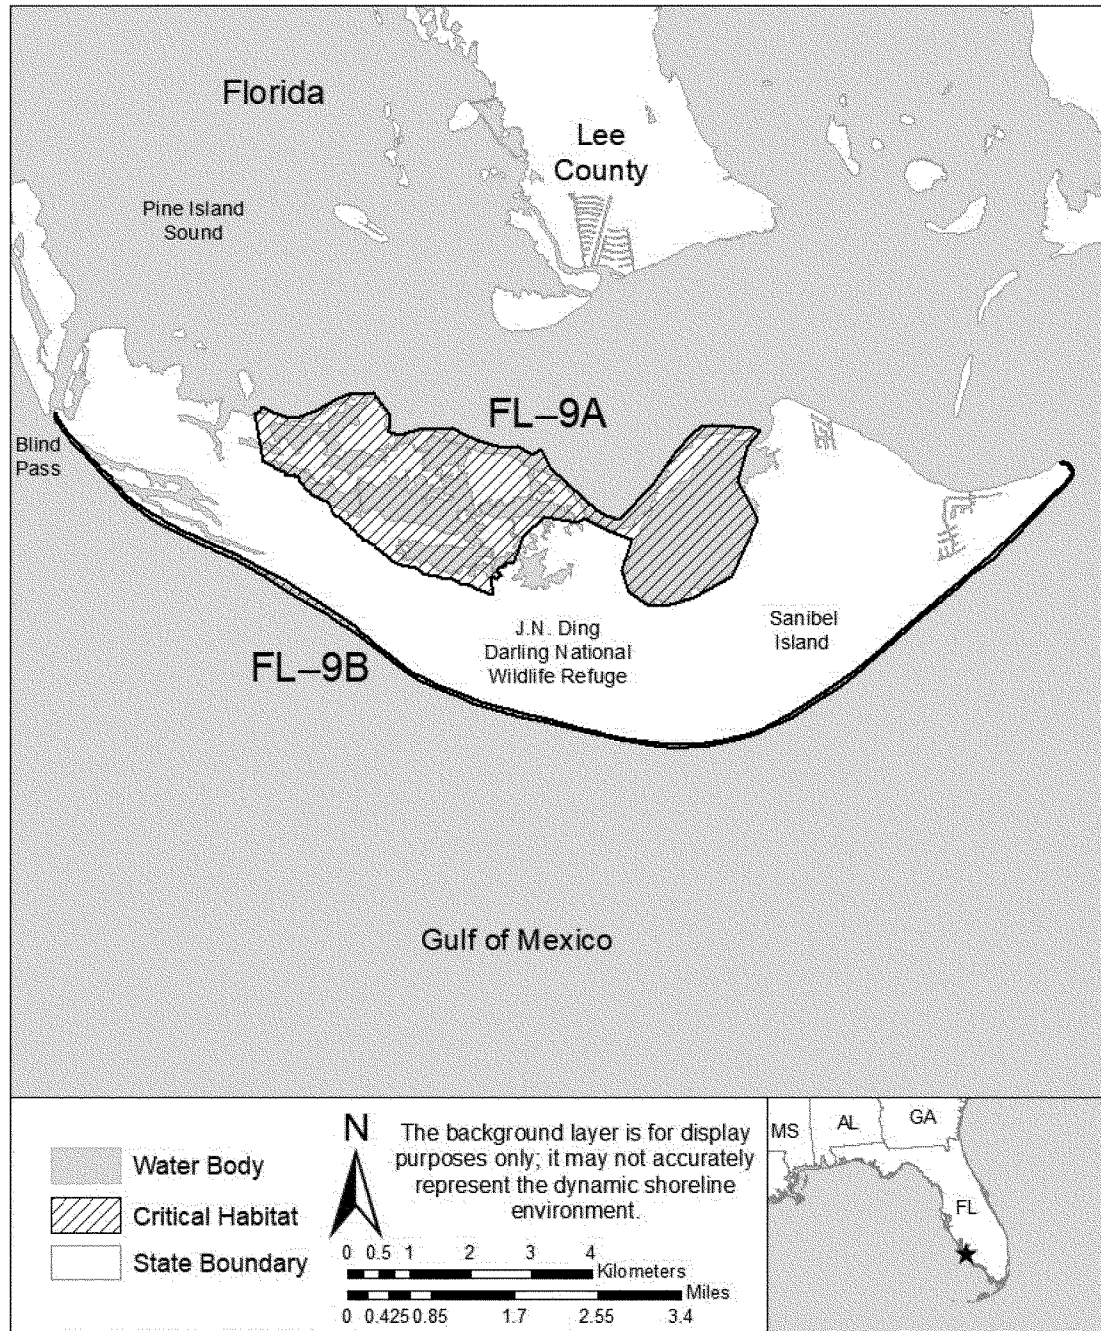 Florida
Lee
County
Pine Island
Sound
FL–9A
Blind
Pass
J.N. Ding
Darling National
Wildlife Refuge
Sanibel
Island
FL–9B
Gulf of Mexico
Water Body
Critical Habitat
State Boundary
N
The background layer is for display
purposes only; it may not accurately
represent the dynamic shoreline
environment.
0 0.5 1 2 3 4
Kilometers
Miles
0 0.425 0.85 1.7 2.55 3.4
MS AL GA
FL